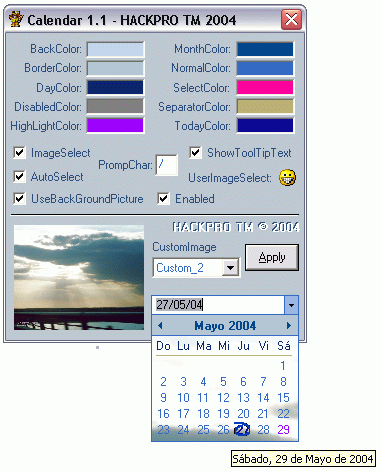 Calendar 1.1 - HACKPRO TM 2004
BackColor: MonthColor:
BorderColor: NormalColor:
DayColor: SelectColor:
DisabledColor: SeparatorColor:
HighLightColor: TodayColor:
ImageSelect PrompChar: / ShowToolTipText
AutoSelect UserImageSelect:
UseBackGroundPicture Enabled
HACKPRO TM © 2004
CustomImage
Custom_2 Apply
27/05/04
Mayo 2004
Do Lu Ma Mi Ju Vi Sá
1
2 3 4 5 6 7 8
9 10 11 12 13 14 15
16 17 18 19 20 21 22
23 24 25 26 27 28 29
Sábado, 29 de Mayo de 2004